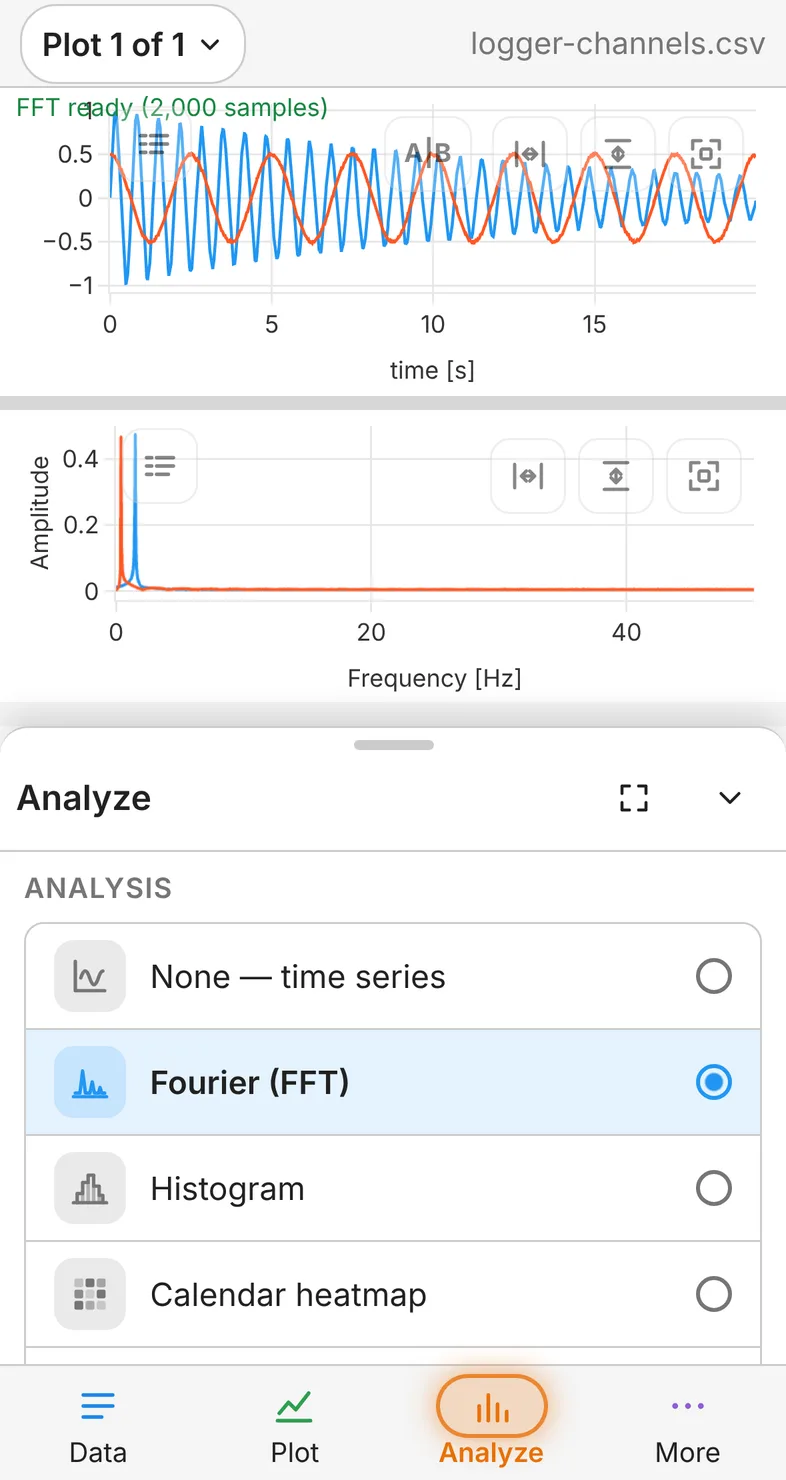 Plot 1 of 1
logger-channels.csv
FFT ready (2,000 samples)
1
0.5
0
−0.5
−1
A|B
0 5 10 15
time [s]
Amplitude
0.4
0.2
0
0 20 40
Frequency [Hz]
Analyze
ANALYSIS
None — time series
Fourier (FFT)
Histogram
Calendar heatmap
Data Plot Analyze More